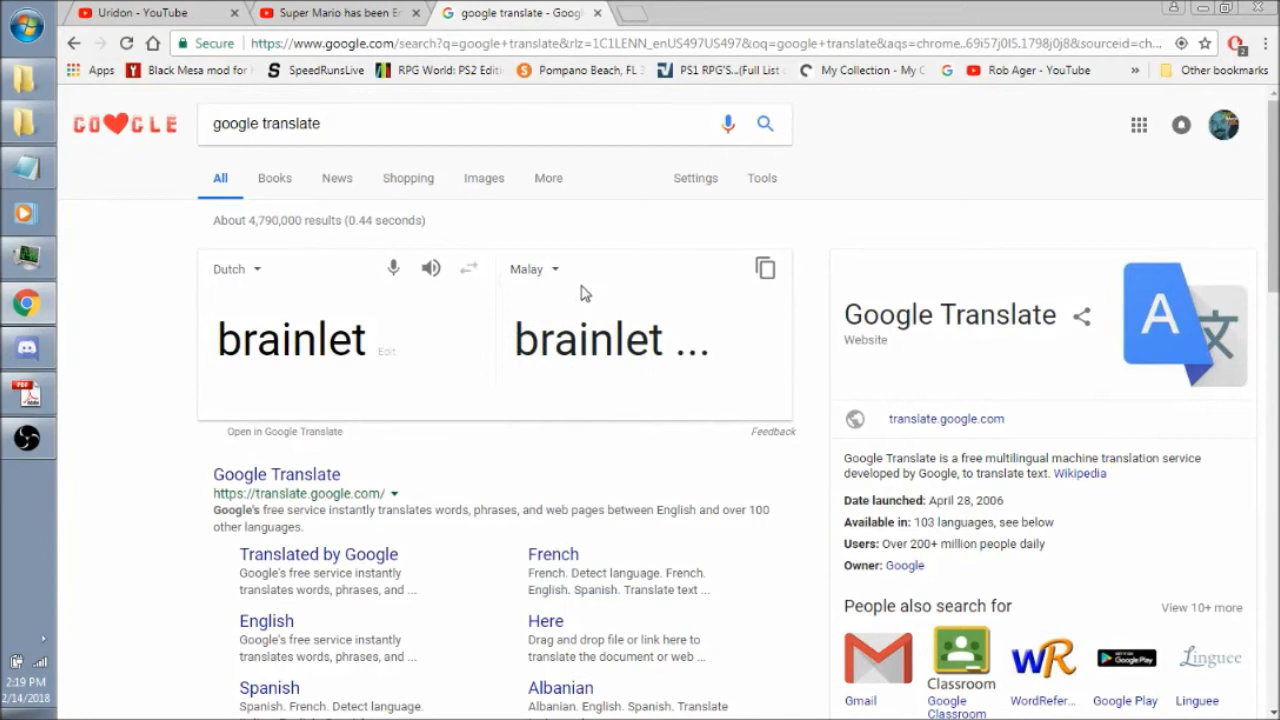 Uridon - YouTube
Super Mario has been Er
google translate - Goog
Secure
https://www.google.com/search?q=google+translate&rlz=1C1LENN_enUS497US497&oq=google+translate&aqs=chrome..69i57j0l5.1798j0j8&sourceid=ch...
Apps
Black Mesa mod for
SpeedRunsLive
RPG World: PS2 Editi
Pompano Beach, FL 3
PS1 RPG'S...(Full List
My Collection - My C
Rob Ager - YouTube
»
Other bookmarks
GO LE
google translate
All
Books
News
Shopping
Images
More
Settings
Tools
About 4,790,000 results (0.44 seconds)
Dutch
Malay
brainlet
Edit
brainlet ...
Open in Google Translate
Feedback
Google Translate
Website
translate.google.com
Google Translate is a free multilingual machine translation service
developed by Google, to translate text. Wikipedia
Date launched: April 28, 2006
Available in: 103 languages, see below
Users: Over 200+ million people daily
Owner: Google
People also search for
View 10+ more
Gmail
Classroom
Google
Classroom
WR
WordRefer...
Google Play
Google Play
Linguee
Linguee
Google Translate
https://translate.google.com/
Google's free service instantly translates words, phrases, and web pages between English and over 100
other languages.
Translated by Google
Google's free service instantly
translates words, phrases, and ...
French
French. Detect language. French.
English. Spanish. Translate text ...
English
Google's free service instantly
translates words, phrases, and ...
Here
Drag and drop file or link here to
translate the document or web ...
Spanish
Spanish. French. Detect language.
Albanian
Albanian. English. Spanish. Translate
PDF
2:19 PM
2/14/2018